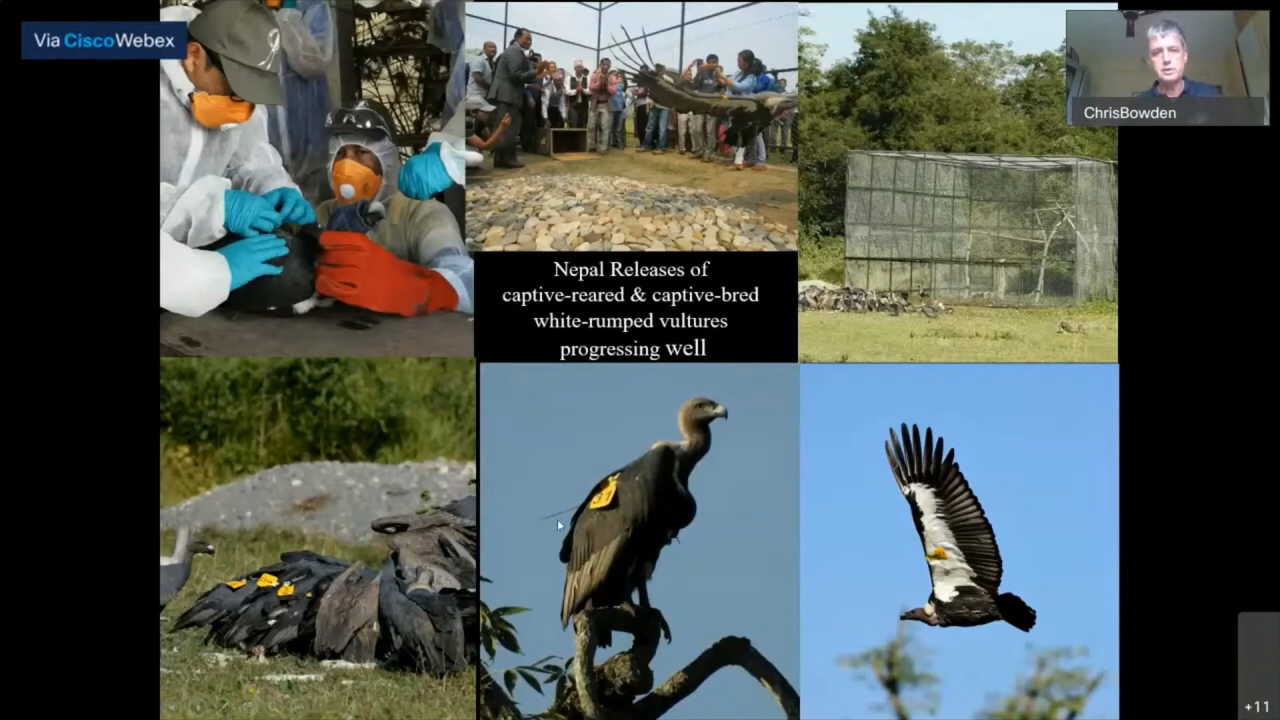 Via CiscoWebex
ChrisBowden
Nepal Releases of
captive-reared & captive-bred
white-rumped vultures
progressing well
+11